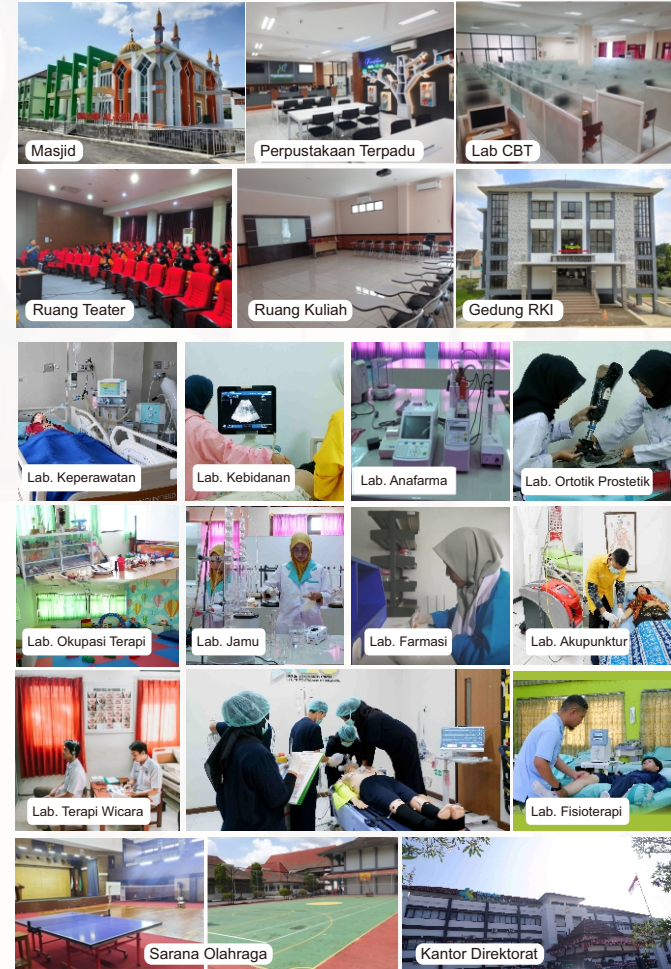 Masjid
Perpustakaan Terpadu
Lab CBT
Ruang Teater
Ruang Kuliah
Gedung RKI
Lab. Keperawatan
Lab. Kebidanan
Lab. Anafarma
Lab. Ortotik Prostetik
Lab. Okupasi Terapi
Lab. Jamu
Lab. Farmasi
Lab. Akupunktur
Lab. Terapi Wicara
Lab. Fisioterapi
Sarana Olahraga
Kantor Direktorat